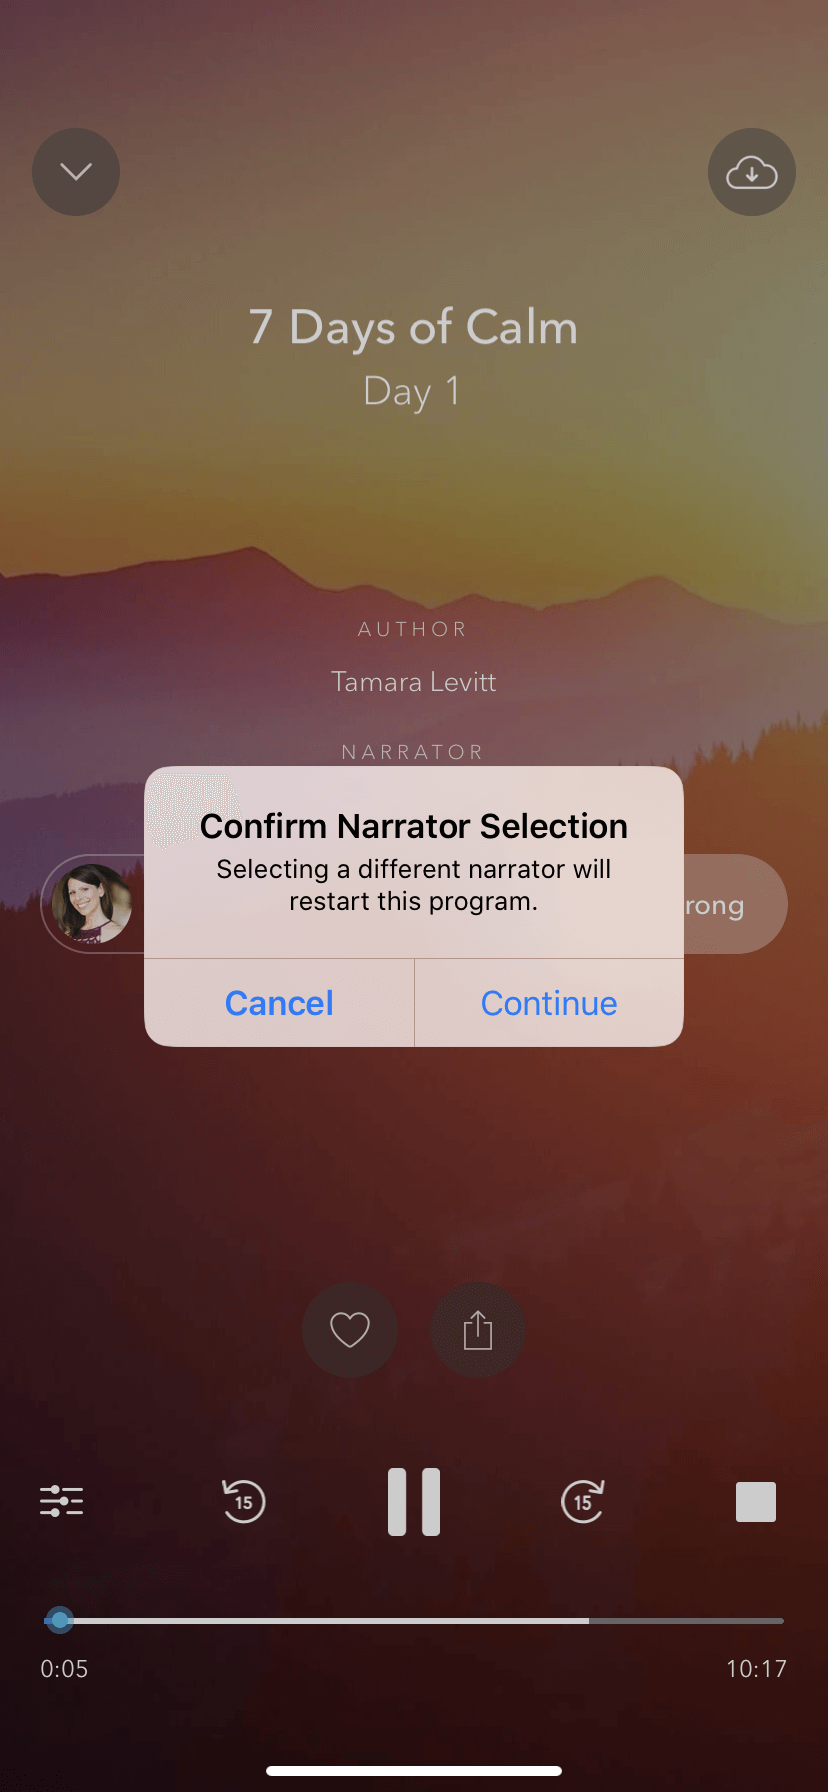 7 Days of Calm
Day 1
AUTHOR
Tamara Levitt
NARRATOR
Confirm Narrator Selection
Selecting a different narrator will
restart this program.
rong
Cancel
Continue
15
15
0:05
10:17